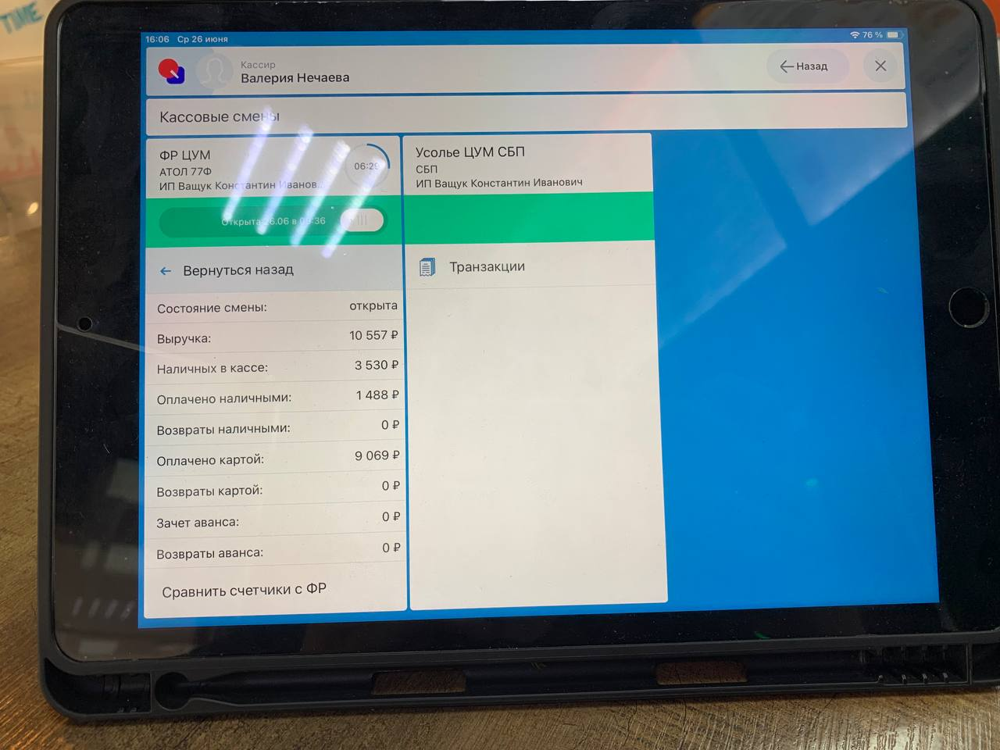 TIME
16:06 Ср 26 июня
76 %
Кассир
Валерия Нечаева
Назад
Кассовые смены
ФР ЦУМ
АТОЛ 77Ф
ИП Ващук Константин Иванов...
06:29
Открыта 26.06 в 09:36
Вернуться назад
Состояние смены: открыта
Выручка: 10 557 ₽
Наличных в кассе: 3 530 ₽
Оплачено наличными: 1 488 ₽
Возвраты наличными: 0 ₽
Оплачено картой: 9 069 ₽
Возвраты картой: 0 ₽
Зачет аванса: 0 ₽
Возвраты аванса: 0 ₽
Сравнить счетчики с ФР
Усолье ЦУМ СБП
СБП
ИП Ващук Константин Иванович
Транзакции